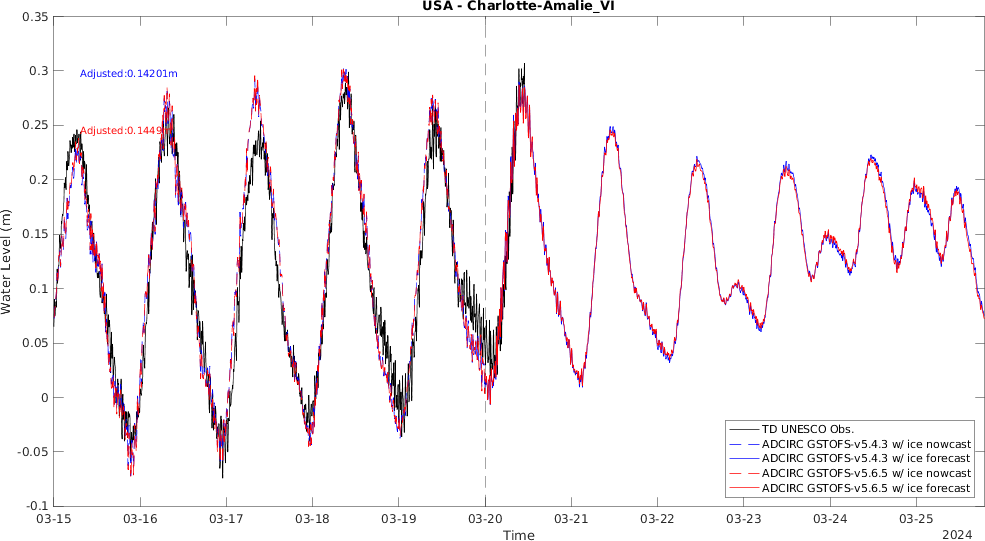 USA - Charlotte-Amalie_VI
0.35
0.3
0.25
0.2
0.15
0.1
0.05
0
-0.05
-0.1
Water Level (m)
Adjusted:0.14201m
Adjusted:0.1449
TD UNESCO Obs.
ADCIRC GSTOFS-v5.4.3 w/ ice nowcast
ADCIRC GSTOFS-v5.4.3 w/ ice forecast
ADCIRC GSTOFS-v5.6.5 w/ ice nowcast
ADCIRC GSTOFS-v5.6.5 w/ ice forecast
03-15 03-16 03-17 03-18 03-19 03-20 03-21 03-22 03-23 03-24 03-25
Time
2024